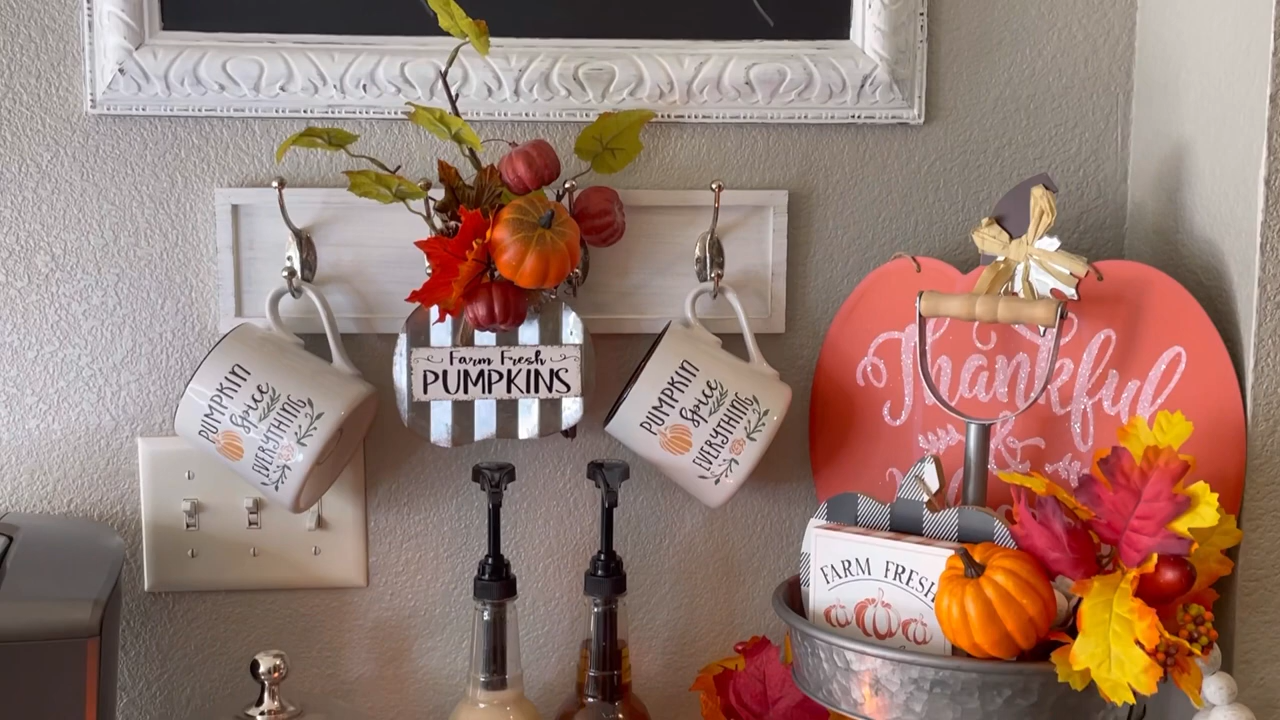 PUMPKIN
Spice
EVERYTHING
Farm Fresh
PUMPKINS
PUMPKIN
Spice
EVERYTHING
Thankful
FARM FRESH